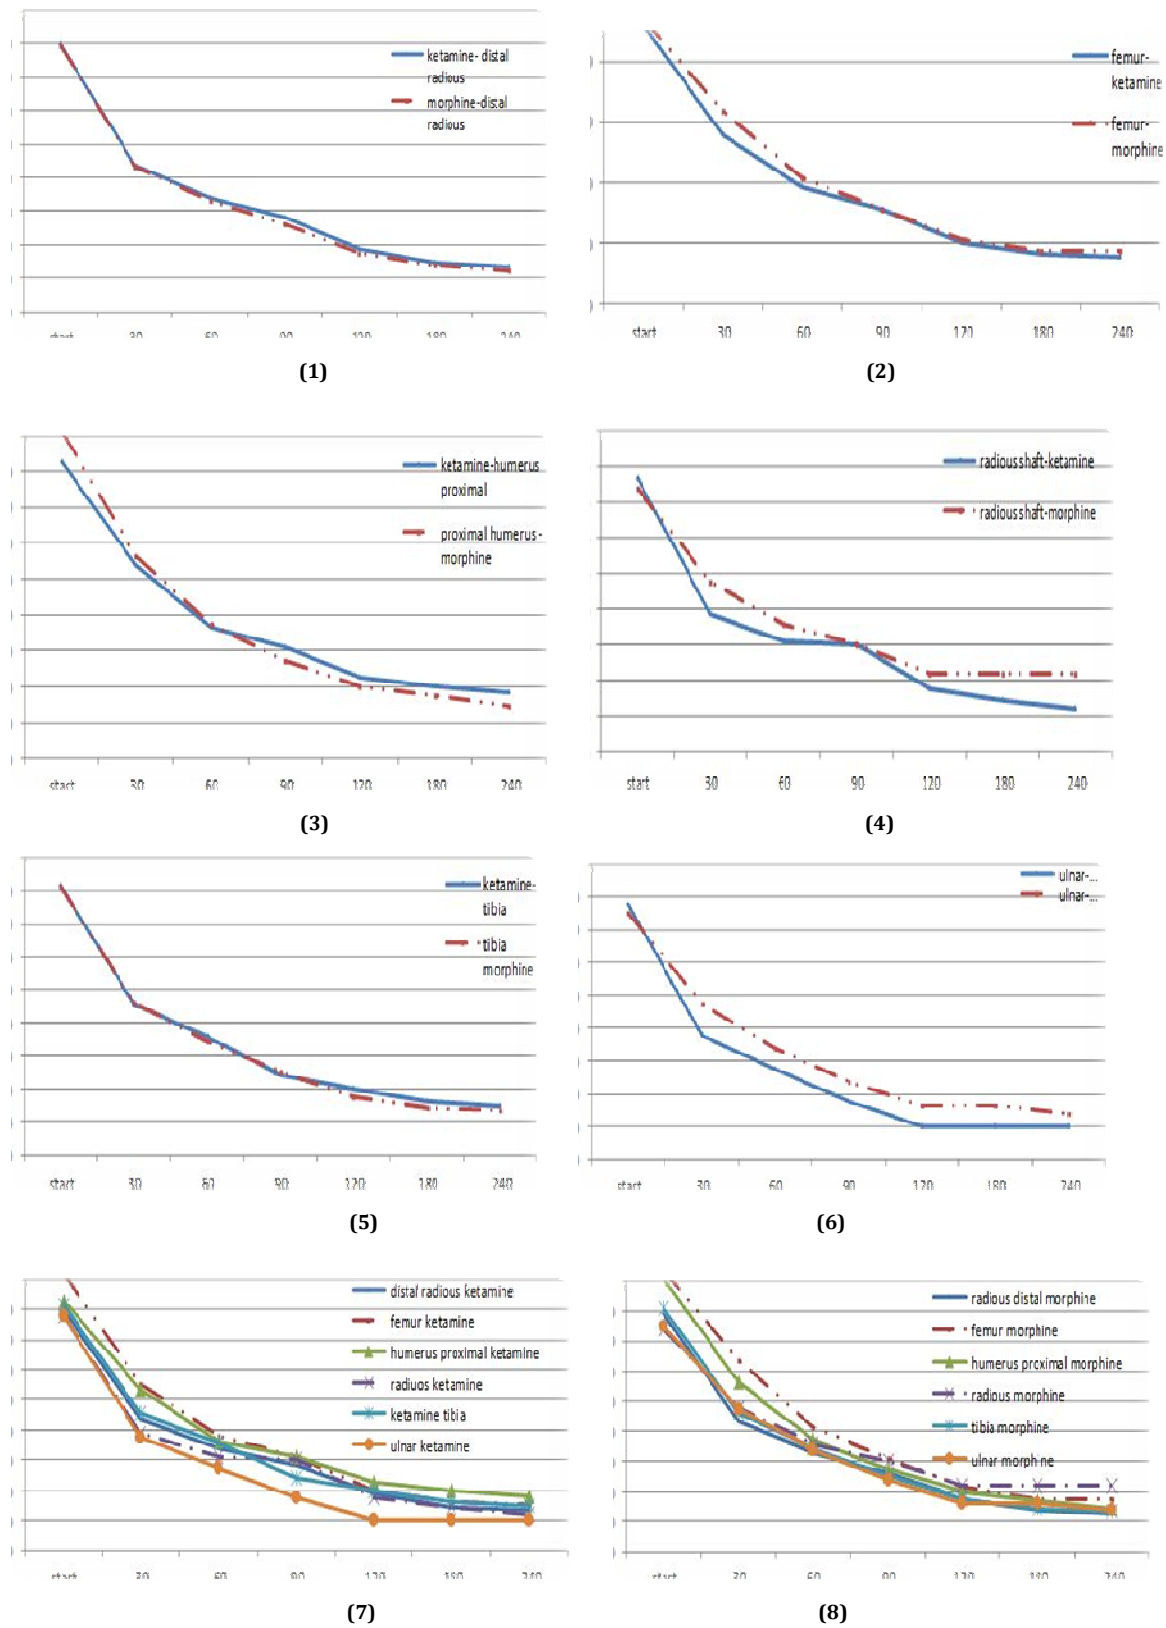 ketamine- distal
radious
morphine-distal
radious
30
60
90
120
180
240
(1)
femur-
ketamine
femur-
morphine
start
30
60
90
120
180
240
(2)
ketamine-humerus
proximal
proximal humerus-
morphine
start
30
60
90
120
180
240
(3)
radiousshaft-ketamine
radiousshaft-morphine
start
30
60
90
120
180
240
(4)
ketamine-
tibia
tibia
morphine
start
30
60
90
120
180
240
(5)
ulnar-...
ulnar-...
start
30
60
90
120
180
240
(6)
distal radious ketamine
femur ketamine
humerus proximal ketamine
radiuos ketamine
ketamine tibia
ulnar ketamine
start
30
60
90
120
180
240
(7)
radious distal morphine
femur morphine
humerus proximal morphine
radious morphine
tibia morphine
ulnar morphine
30
60
90
120
180
240
(8)